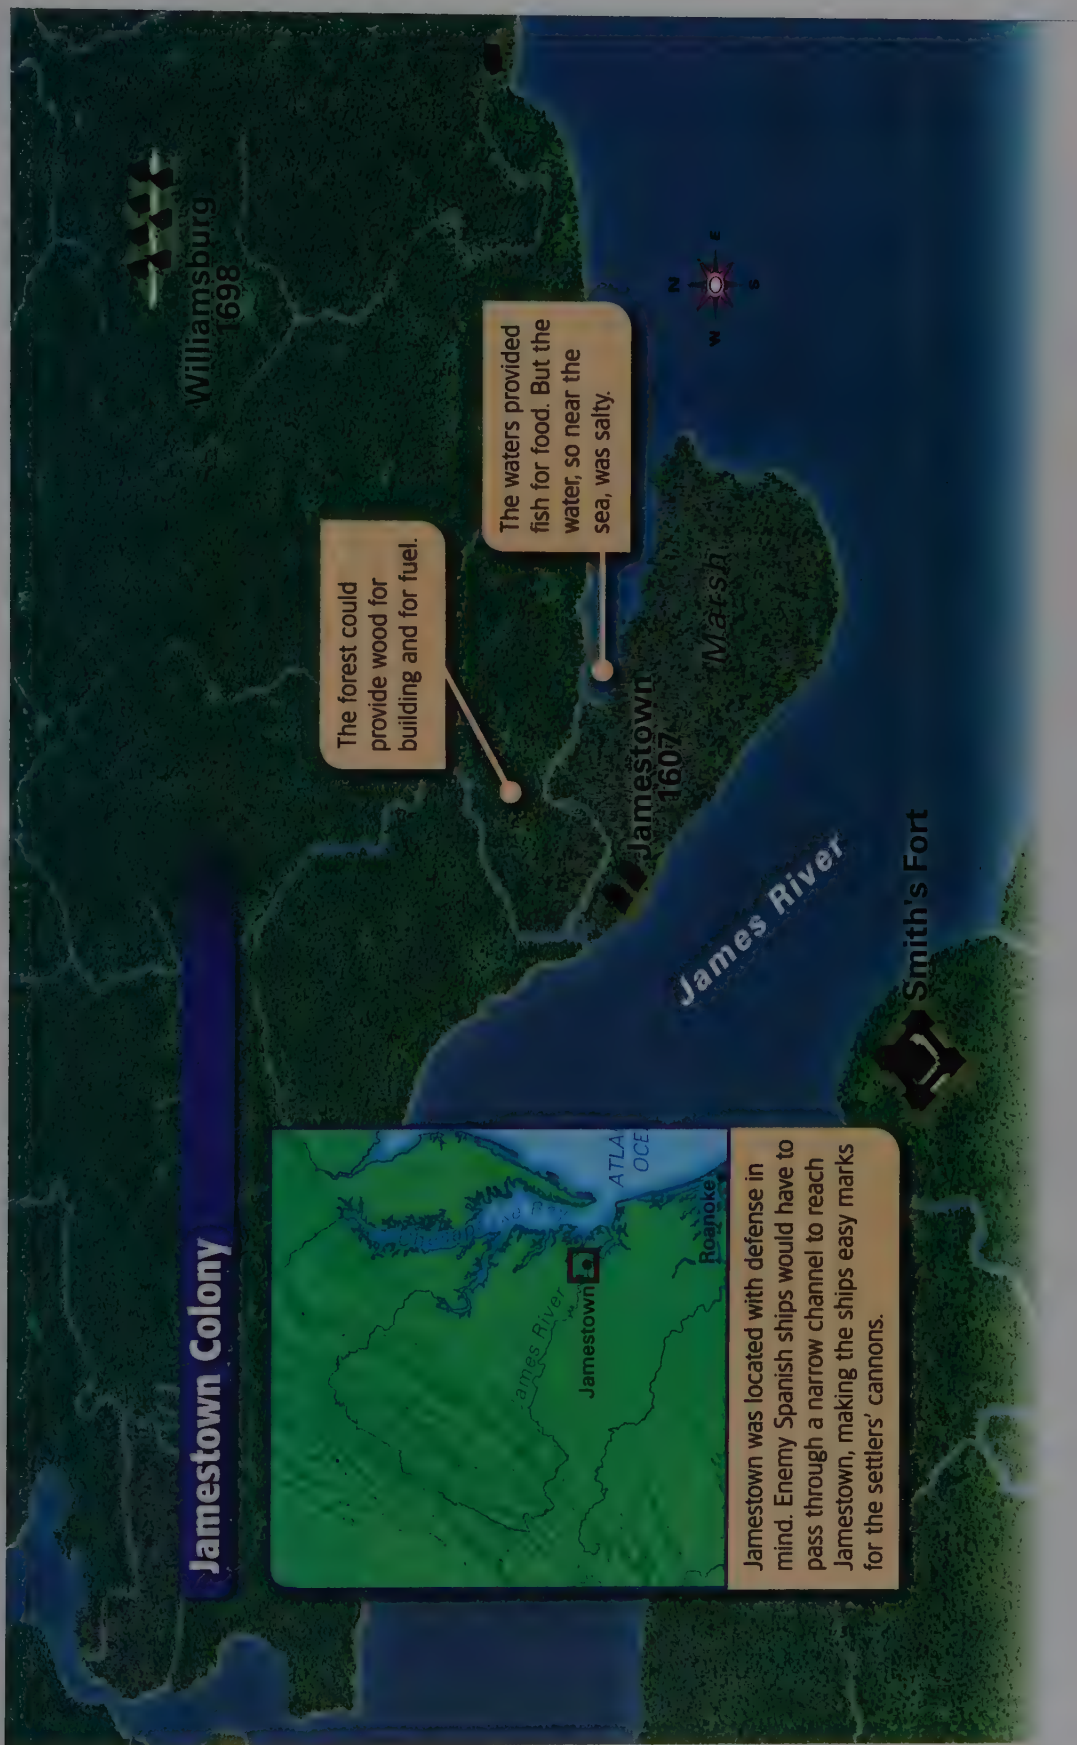 Jamestown Colony
Williamsburg
1698
The forest could
provide wood for
building and for fuel.
The waters provided
fish for food. But the
water, so near the
sea, was salty.
N
W
E
S
Marsh
Jamestown
1607
James River
Smith's Fort
ames River
Jamestown
Roanoke
ATLA
OCE
Jamestown was located with defense in
mind. Enemy Spanish ships would have to
pass through a narrow channel to reach
Jamestown, making the ships easy marks
for the settlers' cannons.